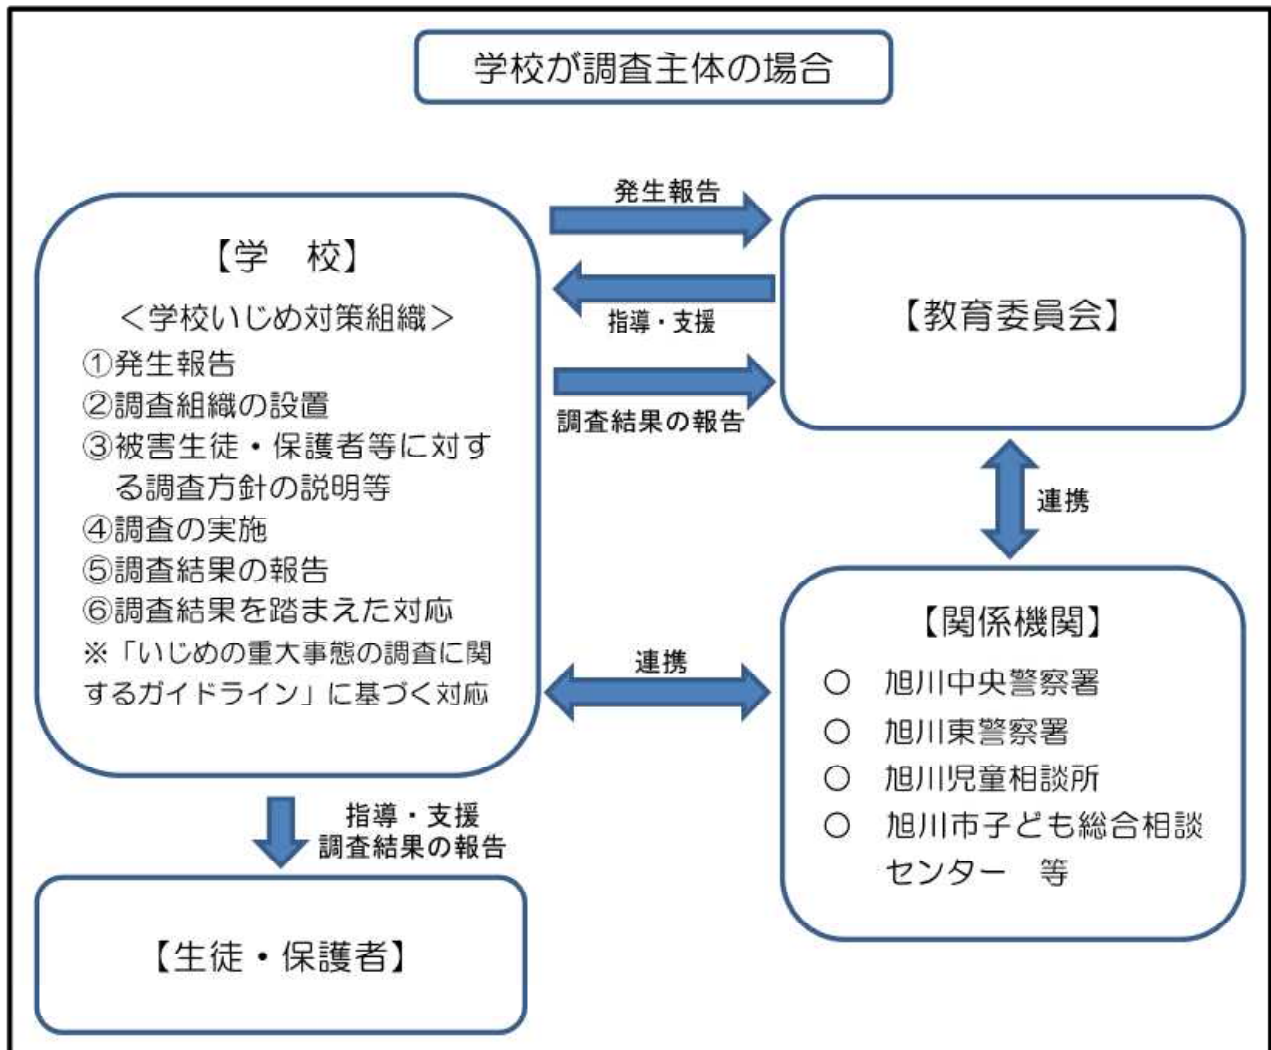 学校が調査主体の場合
【学　校】
＜学校いじめ対策組織＞
①発生報告
②調査組織の設置
③被害生徒・保護者等に対す
る調査方針の説明等
④調査の実施
⑤調査結果の報告
⑥調査結果を踏まえた対応
※「いじめの重大事態の調査に関
するガイドライン」に基づく対応
発生報告
指導・支援
調査結果の報告
【教育委員会】
連携
連携
【関係機関】
○　旭川中央警察署
○　旭川東警察署
○　旭川児童相談所
○　旭川市子ども総合相談
センター　等
指導・支援
調査結果の報告
【生徒・保護者】